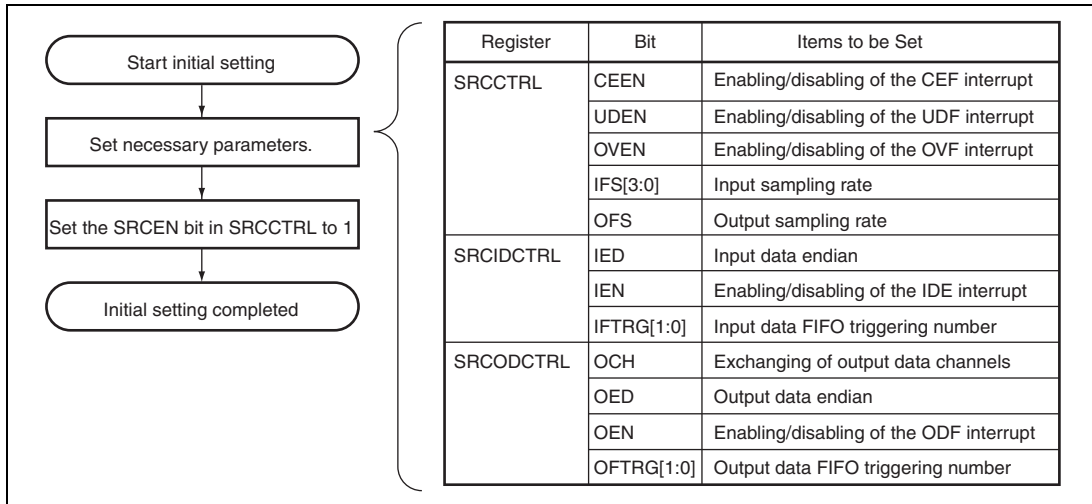 Start initial setting
Set necessary parameters.
Set the SRCEN bit in SRCCTRL to 1
Initial setting completed
Register Bit Items to be Set
SRCCTRL CEEN Enabling/disabling of the CEF interrupt
UDEN Enabling/disabling of the UDF interrupt
OVEN Enabling/disabling of the OVF interrupt
IFS[3:0] Input sampling rate
OFS Output sampling rate
SRCIDCTRL IED Input data endian
IEN Enabling/disabling of the IDE interrupt
IFTRG[1:0] Input data FIFO triggering number
SRCODCTRL OCH Exchanging of output data channels
OED Output data endian
OEN Enabling/disabling of the ODF interrupt
OFTRG[1:0] Output data FIFO triggering number